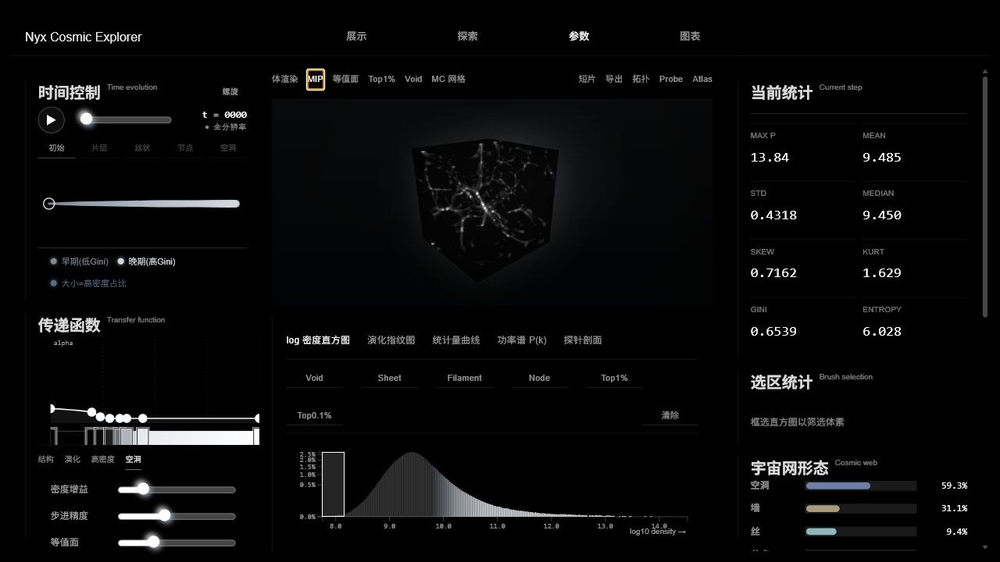 Nyx Cosmic Explorer
展示
探索
参数
图表
时间控制 Time evolution
螺旋
t = 0000
全分辨率
初始
片层
丝状
节点
空洞
早期(低Gini)
晚期(高Gini)
大小=高密度占比
传递函数 Transfer function
alpha
结构
演化
高密度
空洞
密度增益
步进精度
等值面
体渲染
MIP
等值面
Top1%
Void
MC 网格
短片
导出
拓扑
Probe
Atlas
log 密度直方图
演化指纹图
统计量曲线
功率谱 P(k)
探针剖面
Void
Sheet
Filament
Node
Top1%
Top0.1%
清除
2.5%
2.0%
1.5%
1.0%
0.5%
0.0%
8.0
9.0
10.0
11.0
12.0
13.0
14.0
log10 density →
当前统计 Current step
MAX P
13.84
MEAN
9.485
STD
0.4318
MEDIAN
9.450
SKEW
0.7162
KURT
1.629
GINI
0.6539
ENTROPY
6.028
选区统计 Brush selection
框选直方图以筛选体素
宇宙网形态 Cosmic web
空洞 59.3%
墙 31.1%
丝 9.4%